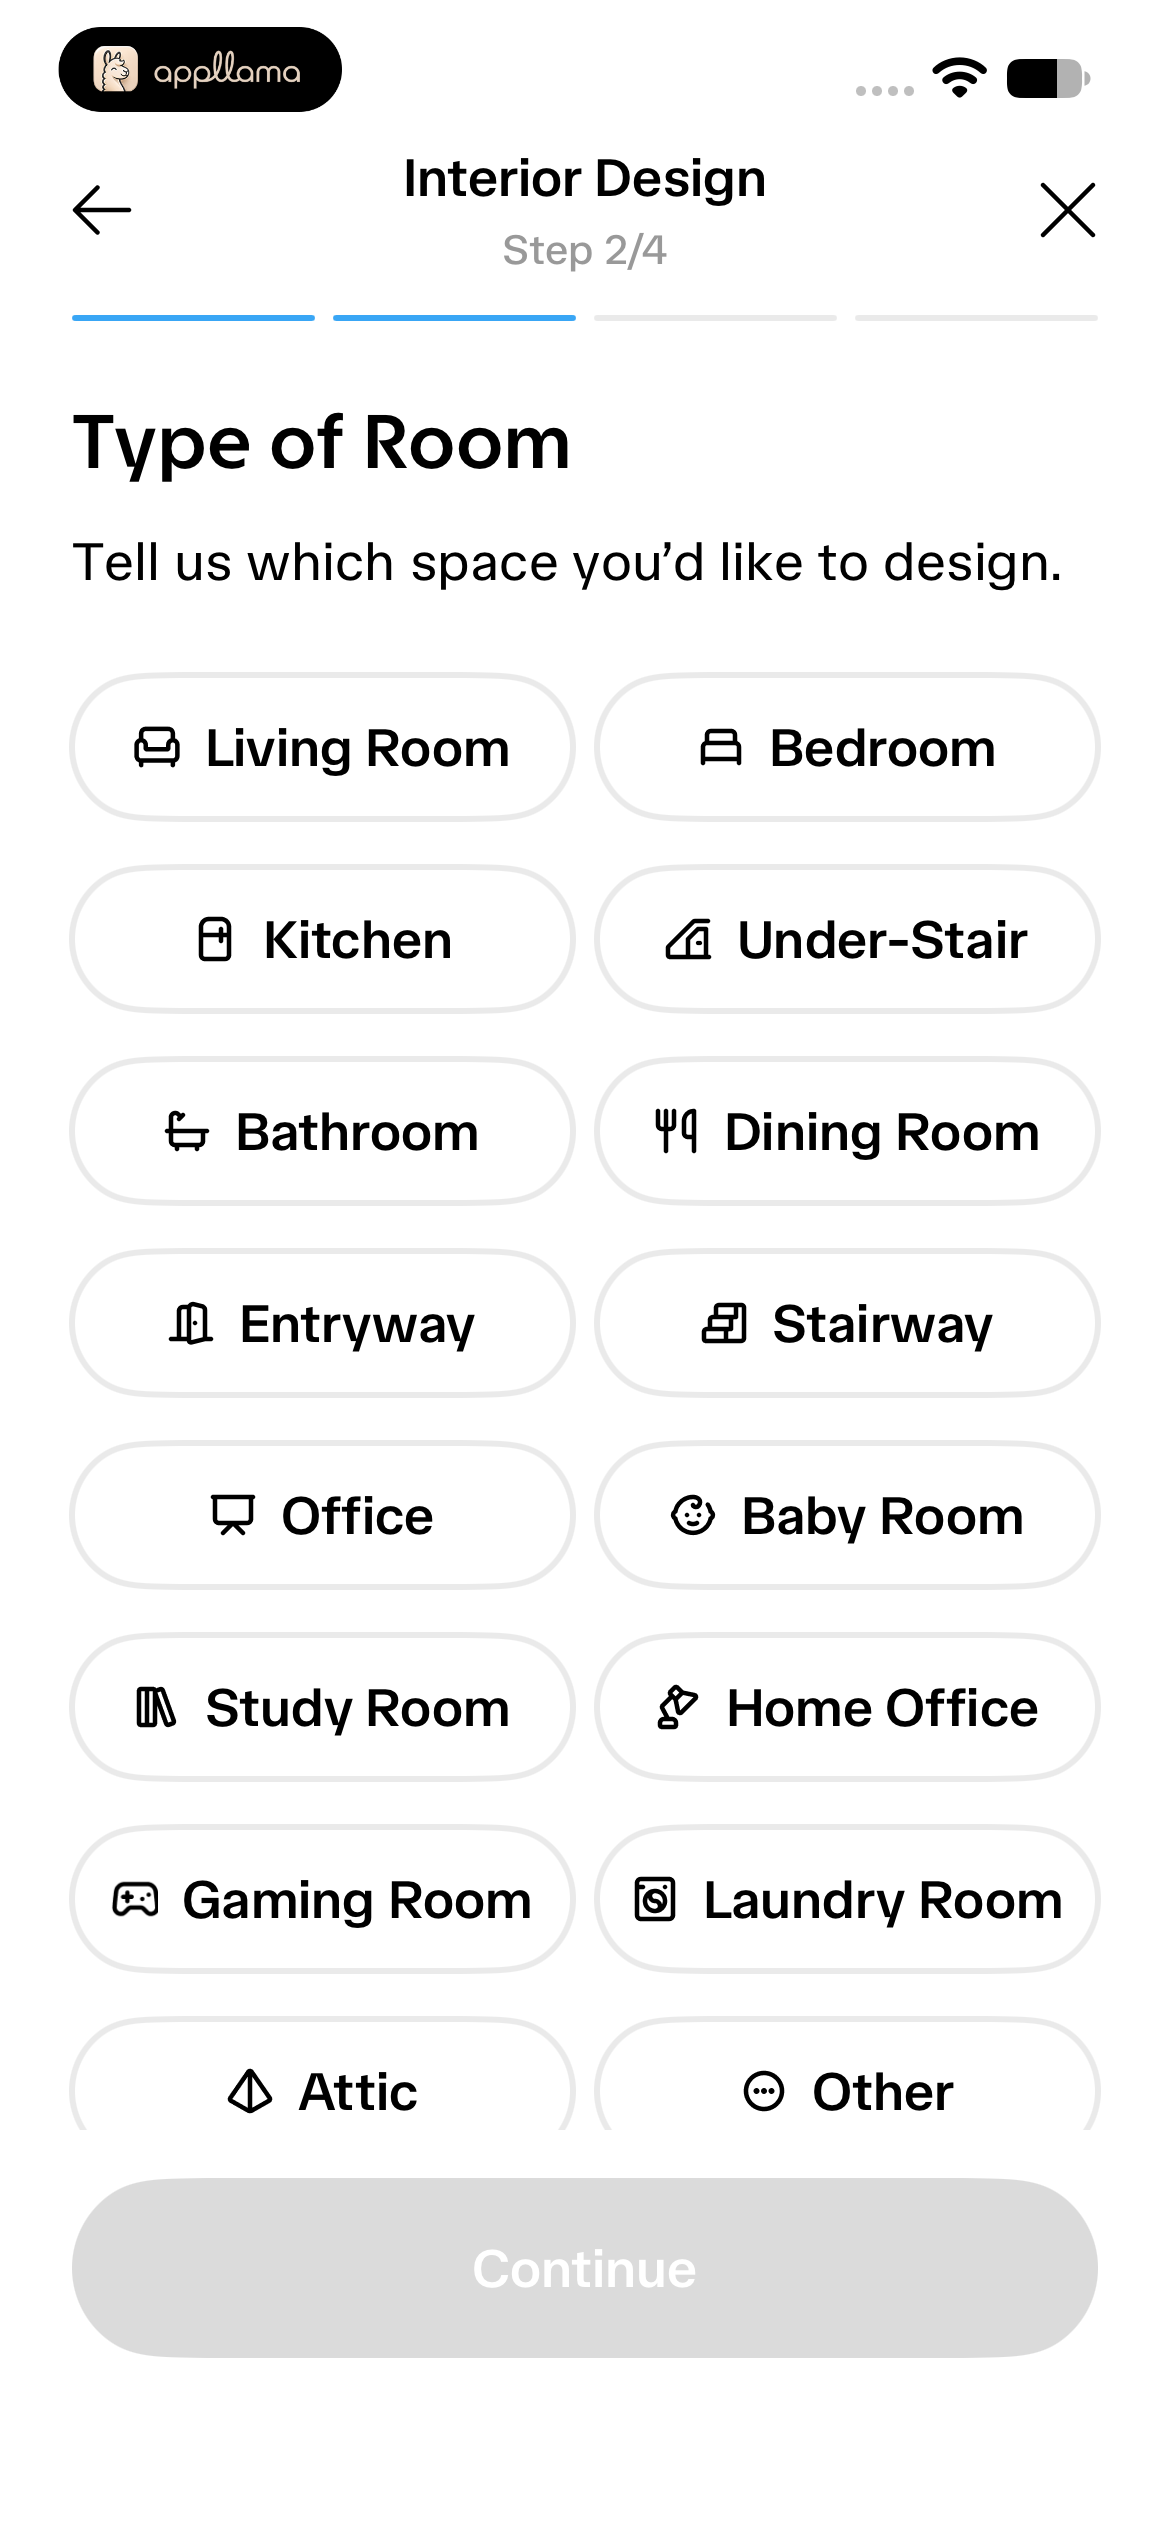 appllama
Interior Design
Step 2/4
Type of Room
Tell us which space you’d like to design.
Living Room
Bedroom
Kitchen
Under-Stair
Bathroom
Dining Room
Entryway
Stairway
Office
Baby Room
Study Room
Home Office
Gaming Room
Laundry Room
Attic
Other
Continue